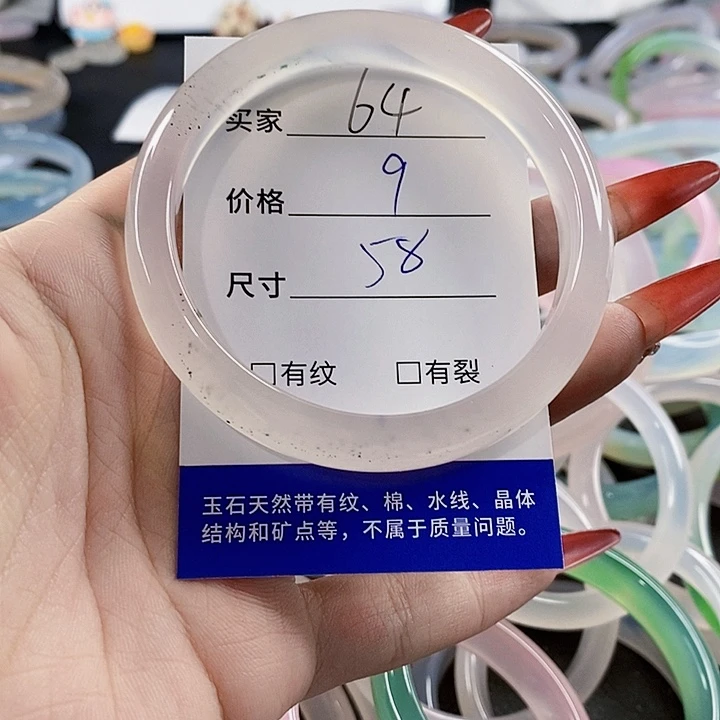 买家 64
价格 9
尺寸 58
□有纹 □有裂
玉石天然带有纹、棉、水线、晶体
结构和矿点等，不属于质量问题。